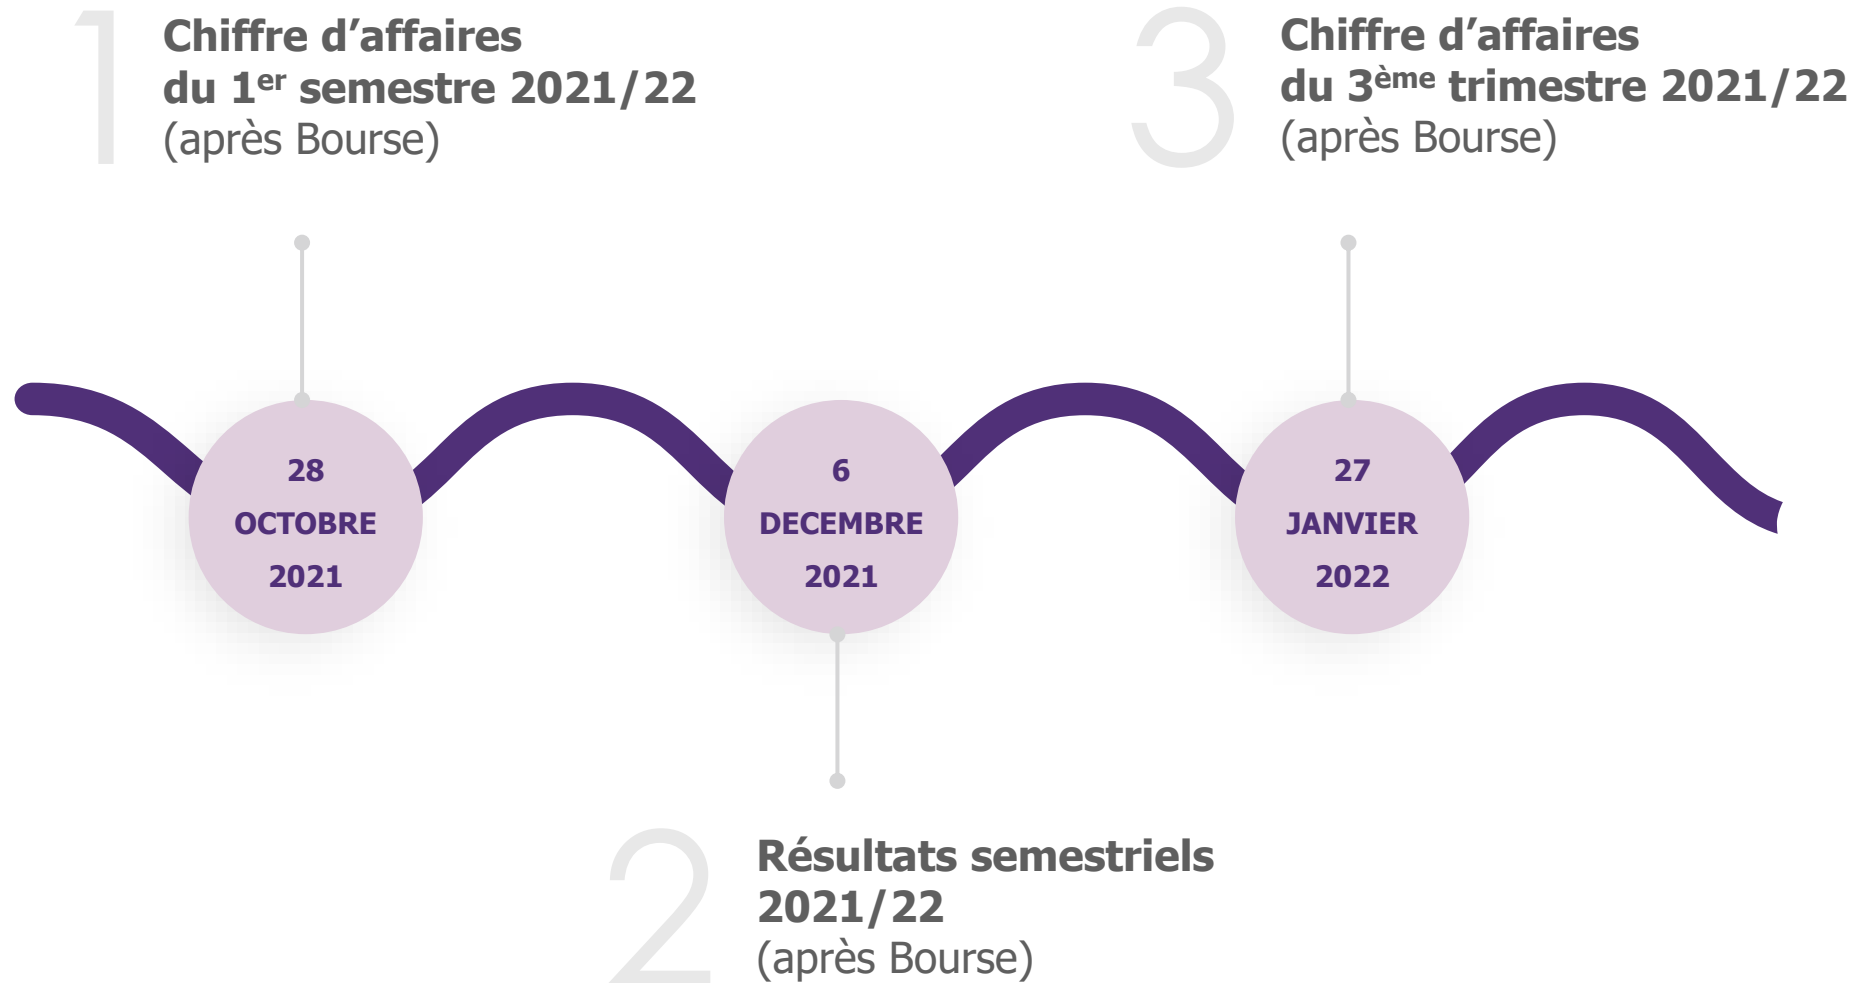 1
Chiffre d’affaires
du 1er semestre 2021/22
(après Bourse)
3
Chiffre d’affaires
du 3ème trimestre 2021/22
(après Bourse)
28
OCTOBRE
2021
6
DECEMBRE
2021
27
JANVIER
2022
2
Résultats semestriels
2021/22
(après Bourse)